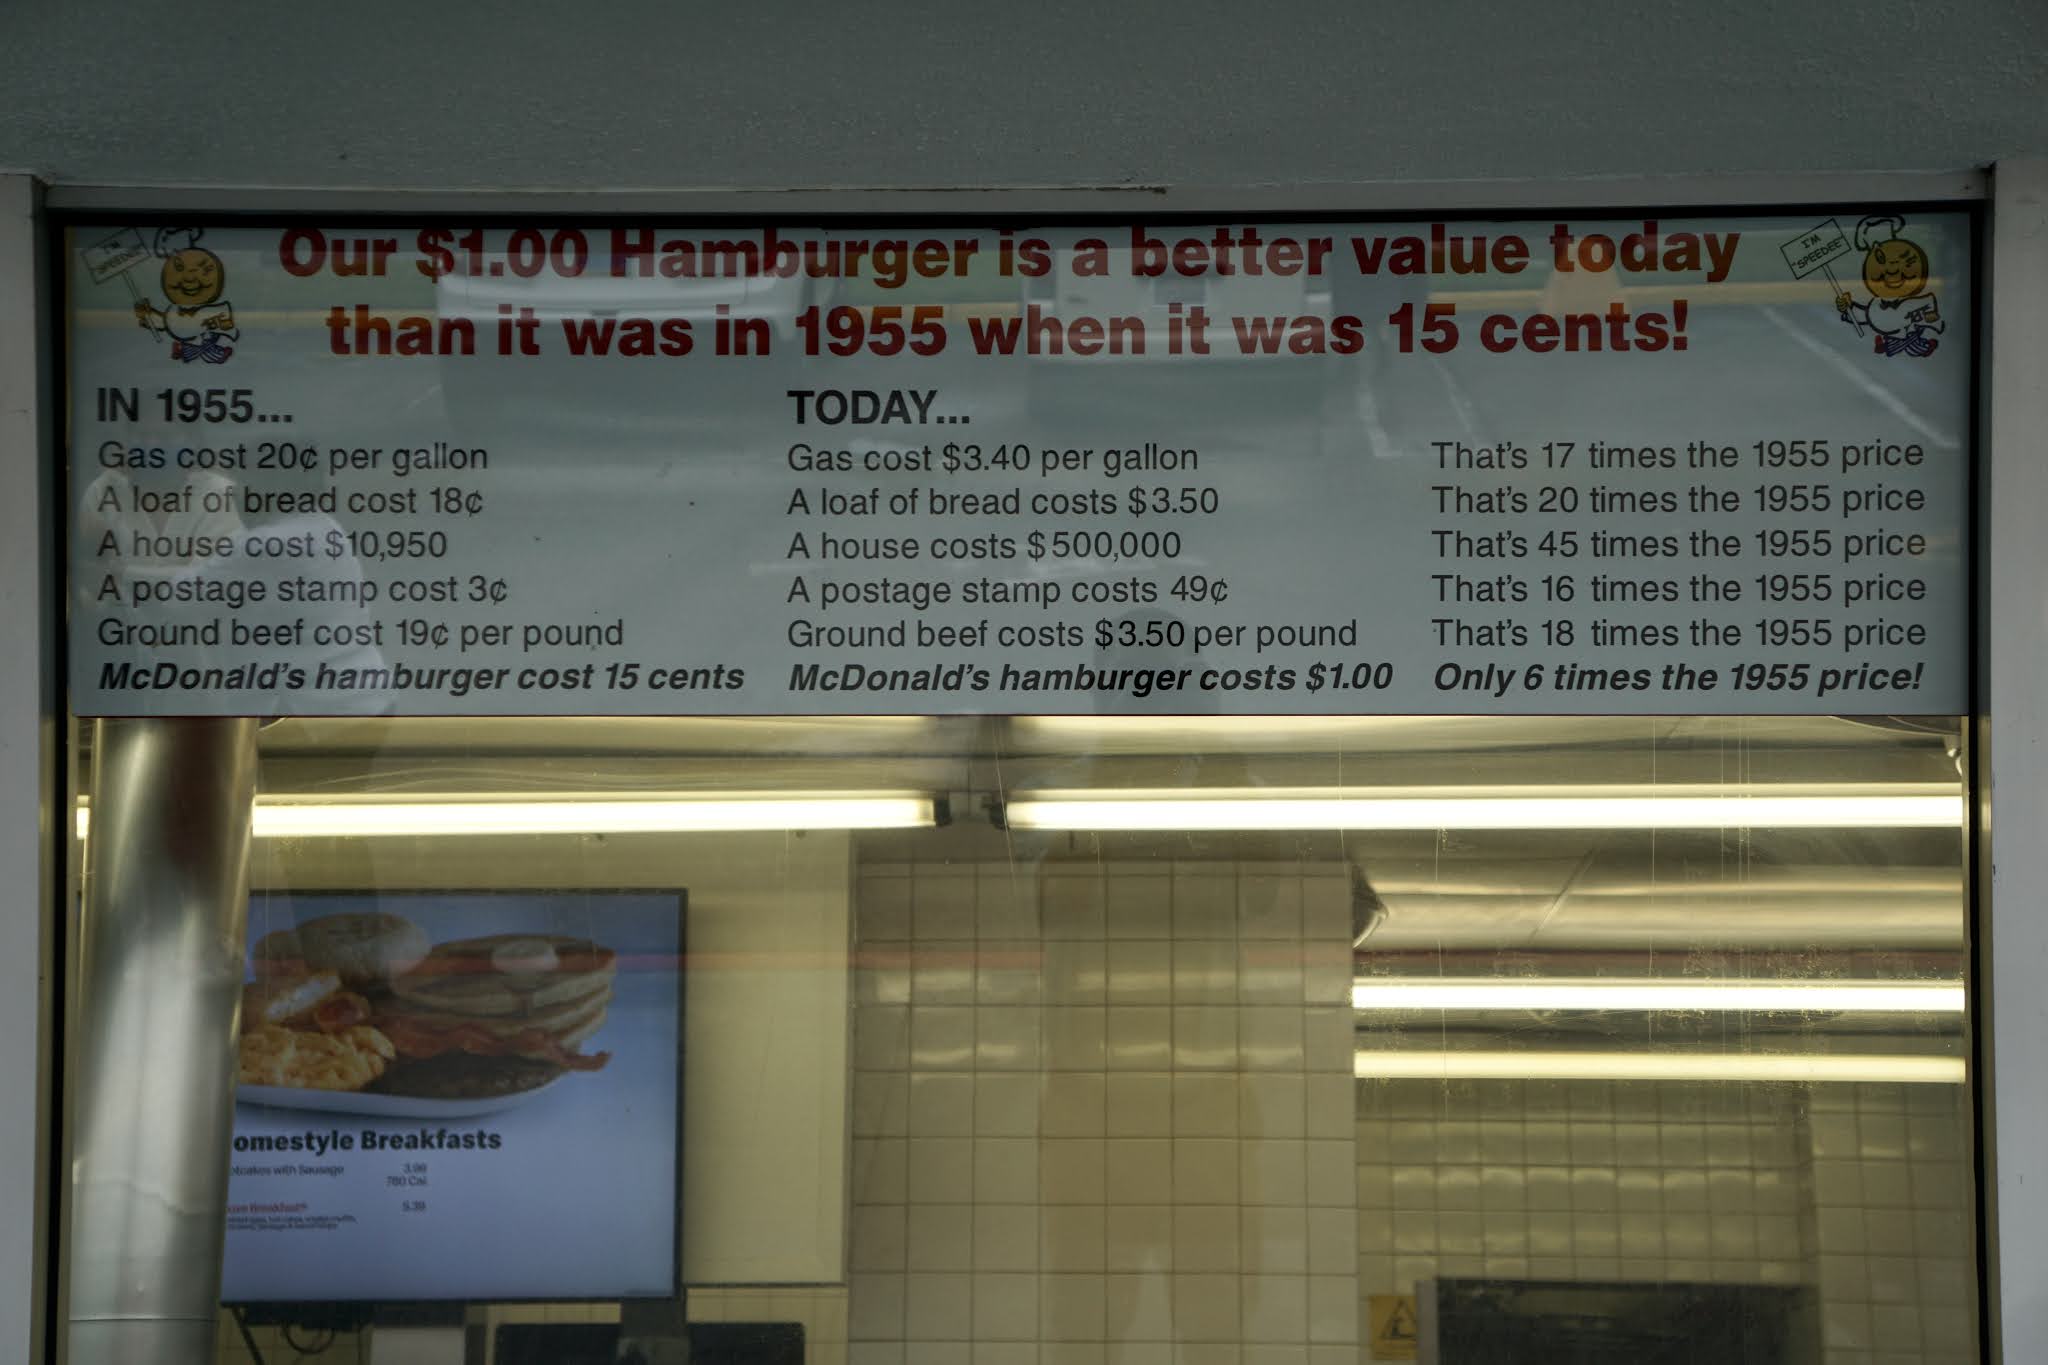 I'M
"SPEEDEE"
Our $1.00 Hamburger is a better value today
than it was in 1955 when it was 15 cents!
I'M
"SPEEDEE"
IN 1955... TODAY...
Gas cost 20¢ per gallon Gas cost $3.40 per gallon That's 17 times the 1955 price
A loaf of bread cost 18¢ A loaf of bread costs $3.50 That's 20 times the 1955 price
A house cost $10,950 A house costs $500,000 That's 45 times the 1955 price
A postage stamp cost 3¢ A postage stamp costs 49¢ That's 16 times the 1955 price
Ground beef cost 19¢ per pound Ground beef costs $3.50 per pound That's 18 times the 1955 price
McDonald's hamburger cost 15 cents McDonald's hamburger costs $1.00 Only 6 times the 1955 price!
omestyle Breakfasts
otcakes with Sausage
780 Cal.